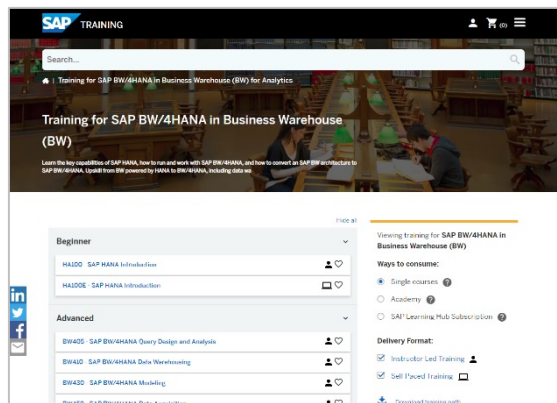 SAP TRAINING
(0)
Search...
| Training for SAP BW/4HANA in Business Warehouse (BW) for Analytics
Training for SAP BW/4HANA in Business Warehouse
(BW)
Learn the key capabilities of SAP HANA, how to run and work with SAP BW/4HANA, and how to convert an SAP BW architecture to
SAP BW/4HANA. Upskill from BW powered by HANA to BW/4HANA, including data wa
Hide all
Beginner
HA100 - SAP HANA Introduction
HA100E - SAP HANA Introduction
Advanced
BW405 - SAP BW/4HANA Query Design and Analysis
BW410 - SAP BW/4HANA Data Warehousing
BW430 - SAP BW/4HANA Modeling
Viewing training for SAP BW/4HANA in
Business Warehouse (BW)
Ways to consume:
Single courses
Academy
SAP Learning Hub Subscription
Delivery Format:
Instructor Led Training
Self Paced Training
Download training path